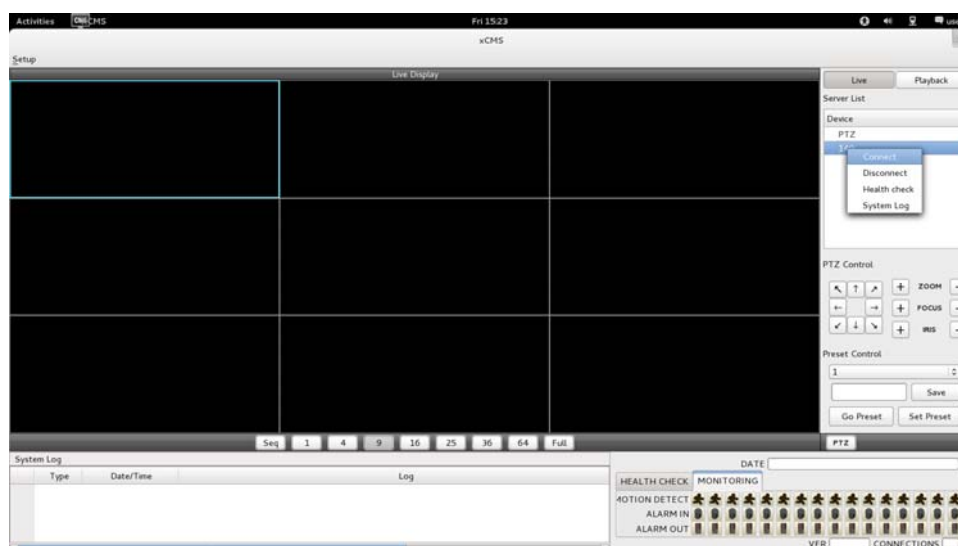 Activities CMS CMS Fri 15:23
xCMS
Setup
Live Display
Live Playback
Server List
Device
PTZ
Connect
Disconnect
Health check
System Log
PTZ Control
+ ZOOM
+ FOCUS
+ IRIS
Preset Control
1
Save
Go Preset Set Preset
Seq 1 4 9 16 25 36 64 Full
PTZ
System Log
Type Date/Time Log
DATE
HEALTH CHECK MONITORING
MOTION DETECT
ALARM IN
ALARM OUT
VER CONNECTIONS